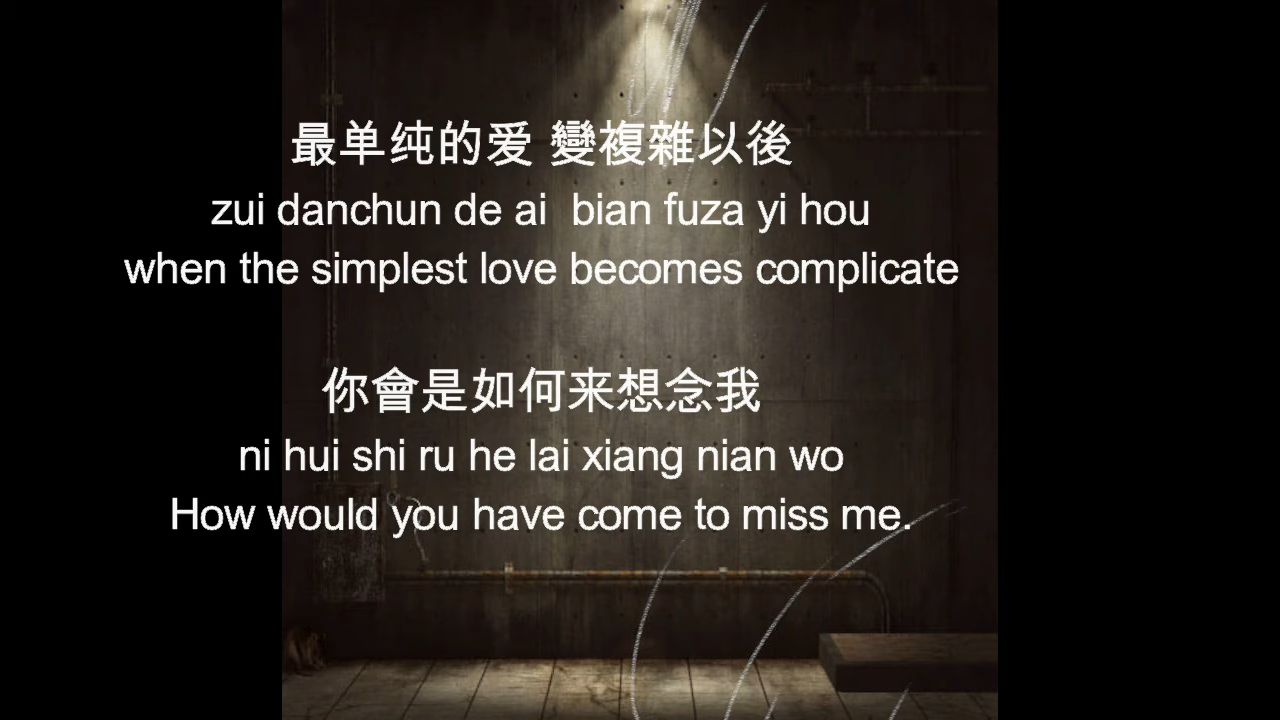 最单纯的爱 變複雜以後
zui danchun de ai  bian fuza yi hou
when the simplest love becomes complicate
你會是如何来想念我
ni hui shi ru he lai xiang nian wo
How would you have come to miss me.